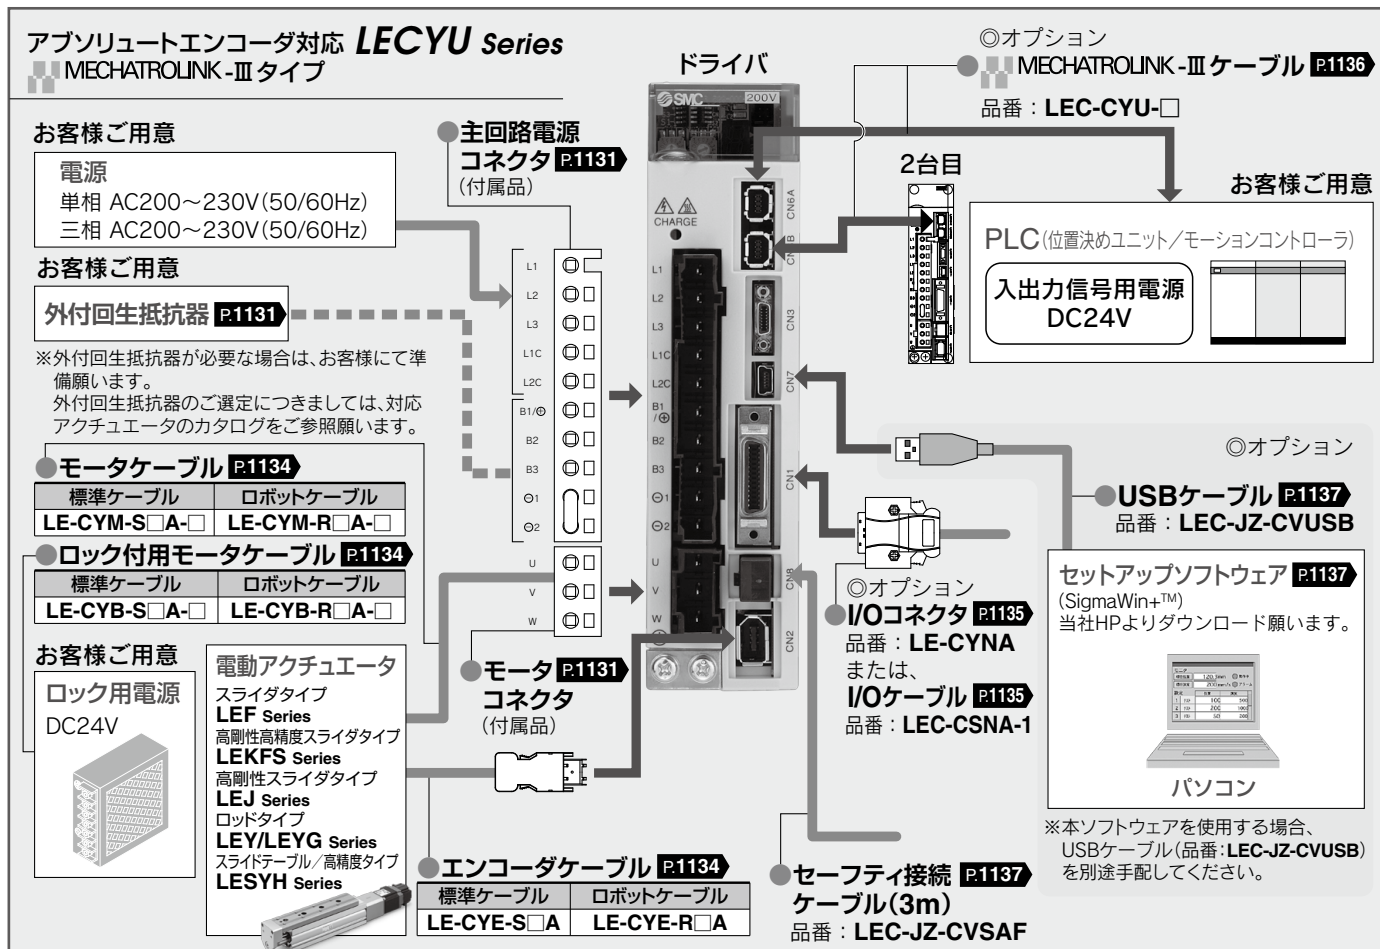 アブソリュートエンコーダ対応 LECYU Series
MECHATROLINK-Ⅲタイプ
お客様ご用意
電源
単相 AC200～230V(50/60Hz)
三相 AC200～230V(50/60Hz)
お客様ご用意
外付回生抵抗器 P.1131
※外付回生抵抗器が必要な場合は、お客様にて準
備願います。
外付回生抵抗器のご選定につきましては、対応
アクチュエータのカタログをご参照願います。
●モータケーブル P.1134
標準ケーブル ロボットケーブル
LE-CYM-S□A-□ LE-CYM-R□A-□
●ロック付用モータケーブル P.1134
標準ケーブル ロボットケーブル
LE-CYB-S□A-□ LE-CYB-R□A-□
お客様ご用意
ロック用電源
DC24V
電動アクチュエータ
スライダタイプ
LEF Series
高剛性高精度スライダタイプ
LEKFS Series
高剛性スライダタイプ
LEJ Series
ロッドタイプ
LEY/LEYG Series
スライドテーブル／高精度タイプ
LESYH Series
●主回路電源
コネクタ P.1131
(付属品)
L1
L2
L3
L1C
L2C
B1/⊕
B2
B3
⊖1
⊖2
U
V
W
●モータ P.1131
コネクタ
(付属品)
●エンコーダケーブル P.1134
標準ケーブル ロボットケーブル
LE-CYE-S□A LE-CYE-R□A
ドライバ
SMC 200V
CHARGE
L1
L2
L3
L1C
L2C
B1
/⊕
B2
B3
⊖1
⊖2
U
V
W
CN6A
CN3
CN7
CN1
CN8
CN2
◎オプション
●MECHATROLINK-Ⅲケーブル P.1136
品番：LEC-CYU-□
2台目
お客様ご用意
PLC(位置決めユニット／モーションコントローラ)
入出力信号用電源
DC24V
◎オプション
●USBケーブル P.1137
品番：LEC-JZ-CVUSB
◎オプション
●I/Oコネクタ P.1135
品番：LE-CYNA
または、
I/Oケーブル P.1135
品番：LEC-CSNA-1
セットアップソフトウェア P.1137
(SigmaWin+™)
当社HPよりダウンロード願います。
パソコン
※本ソフトウェアを使用する場合、
USBケーブル(品番:LEC-JZ-CVUSB)
を別途手配してください。
●セーフティ接続 P.1137
ケーブル(3m)
品番：LEC-JZ-CVSAF